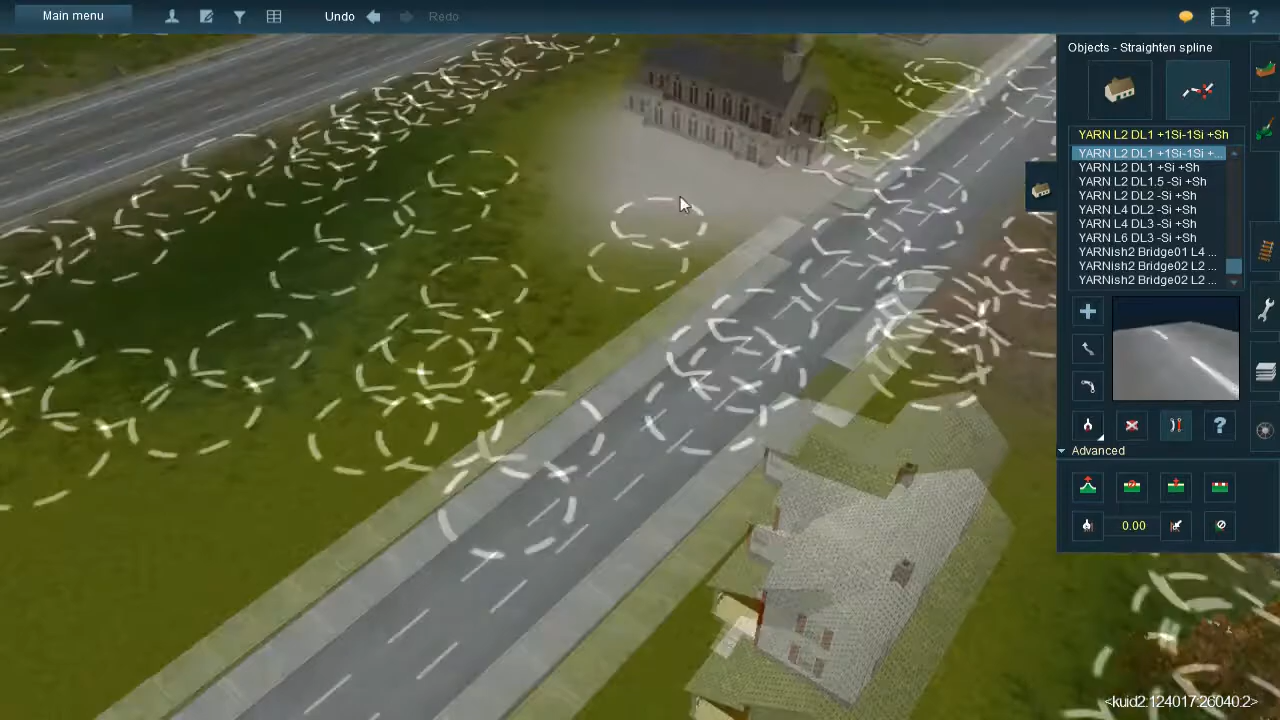 Main menu
Undo
Redo
?
Objects - Straighten spline
YARN L2 DL1 +1Si-1Si +Sh
YARN L2 DL1 +1Si-1Si +...
YARN L2 DL1 +Si +Sh
YARN L2 DL1.5 -Si +Sh
YARN L2 DL2 -Si +Sh
YARN L4 DL2 -Si +Sh
YARN L4 DL3 -Si +Sh
YARN L6 DL3 -Si +Sh
YARNish2 Bridge01 L4 ...
YARNish2 Bridge02 L2 ...
YARNish2 Bridge02 L2 ...
?
Advanced
0.00
<kuid2:124017:26040:2>